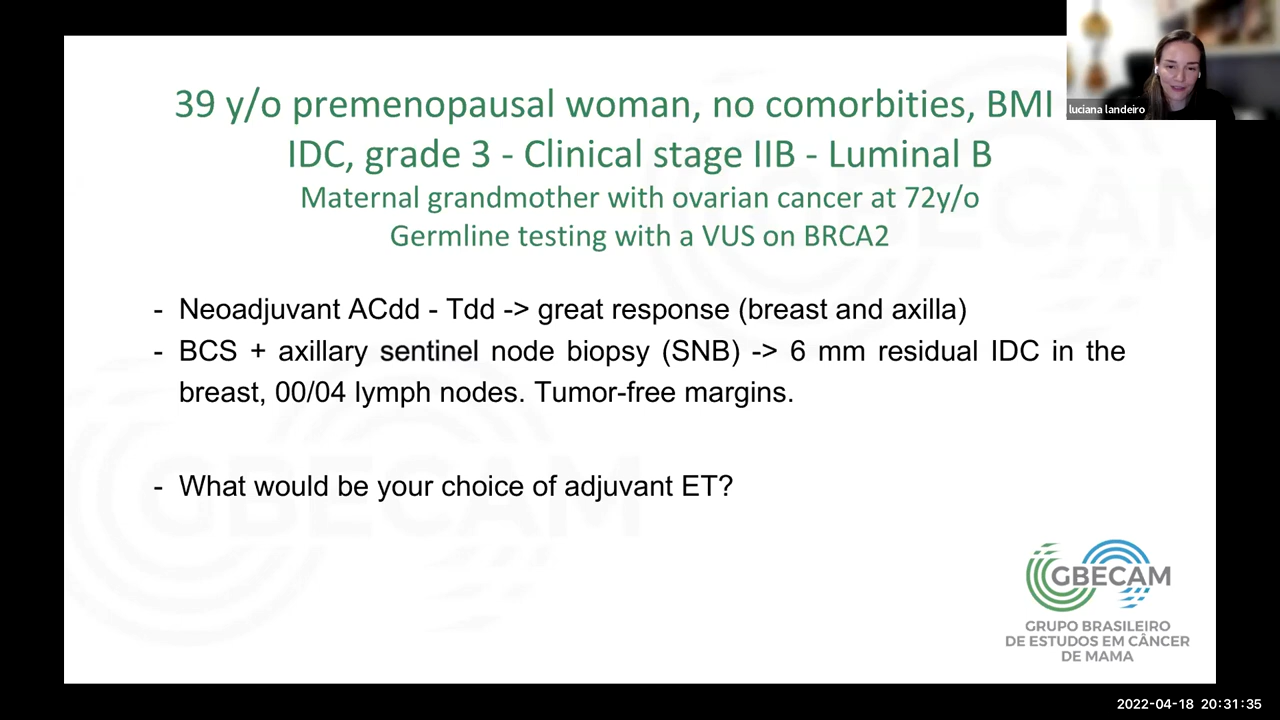 39 y/o premenopausal woman, no comorbities, BMI
luciana landeiro
IDC, grade 3 - Clinical stage IIB - Luminal B
Maternal grandmother with ovarian cancer at 72y/o
Germline testing with a VUS on BRCA2
- Neoadjuvant ACdd - Tdd -> great response (breast and axilla)
- BCS + axillary sentinel node biopsy (SNB) -> 6 mm residual IDC in the
breast, 00/04 lymph nodes. Tumor-free margins.
- What would be your choice of adjuvant ET?
GBECAM
GBECAM
GBECAM
GRUPO BRASILEIRO
DE ESTUDOS EM CÂNCER
DE MAMA
2022-04-18 20:31:35